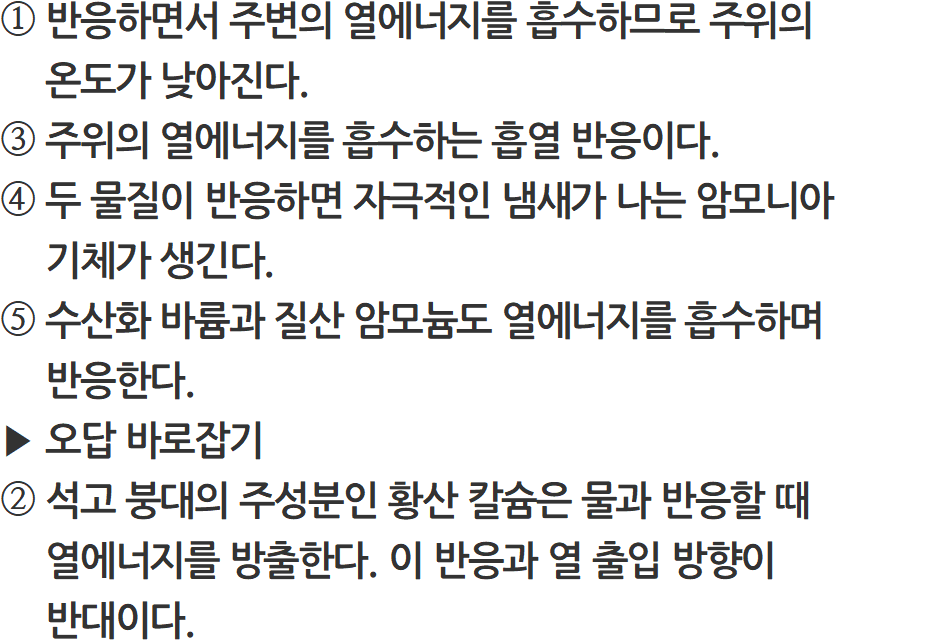 ① 반응하면서 주변의 열에너지를 흡수하므로 주위의
온도가 낮아진다.
③ 주위의 열에너지를 흡수하는 흡열 반응이다.
④ 두 물질이 반응하면 자극적인 냄새가 나는 암모니아
기체가 생긴다.
⑤ 수산화 바륨과 질산 암모늄도 열에너지를 흡수하며
반응한다.
▶ 오답 바로잡기
② 석고 붕대의 주성분인 황산 칼슘은 물과 반응할 때
열에너지를 방출한다. 이 반응과 열 출입 방향이
반대이다.